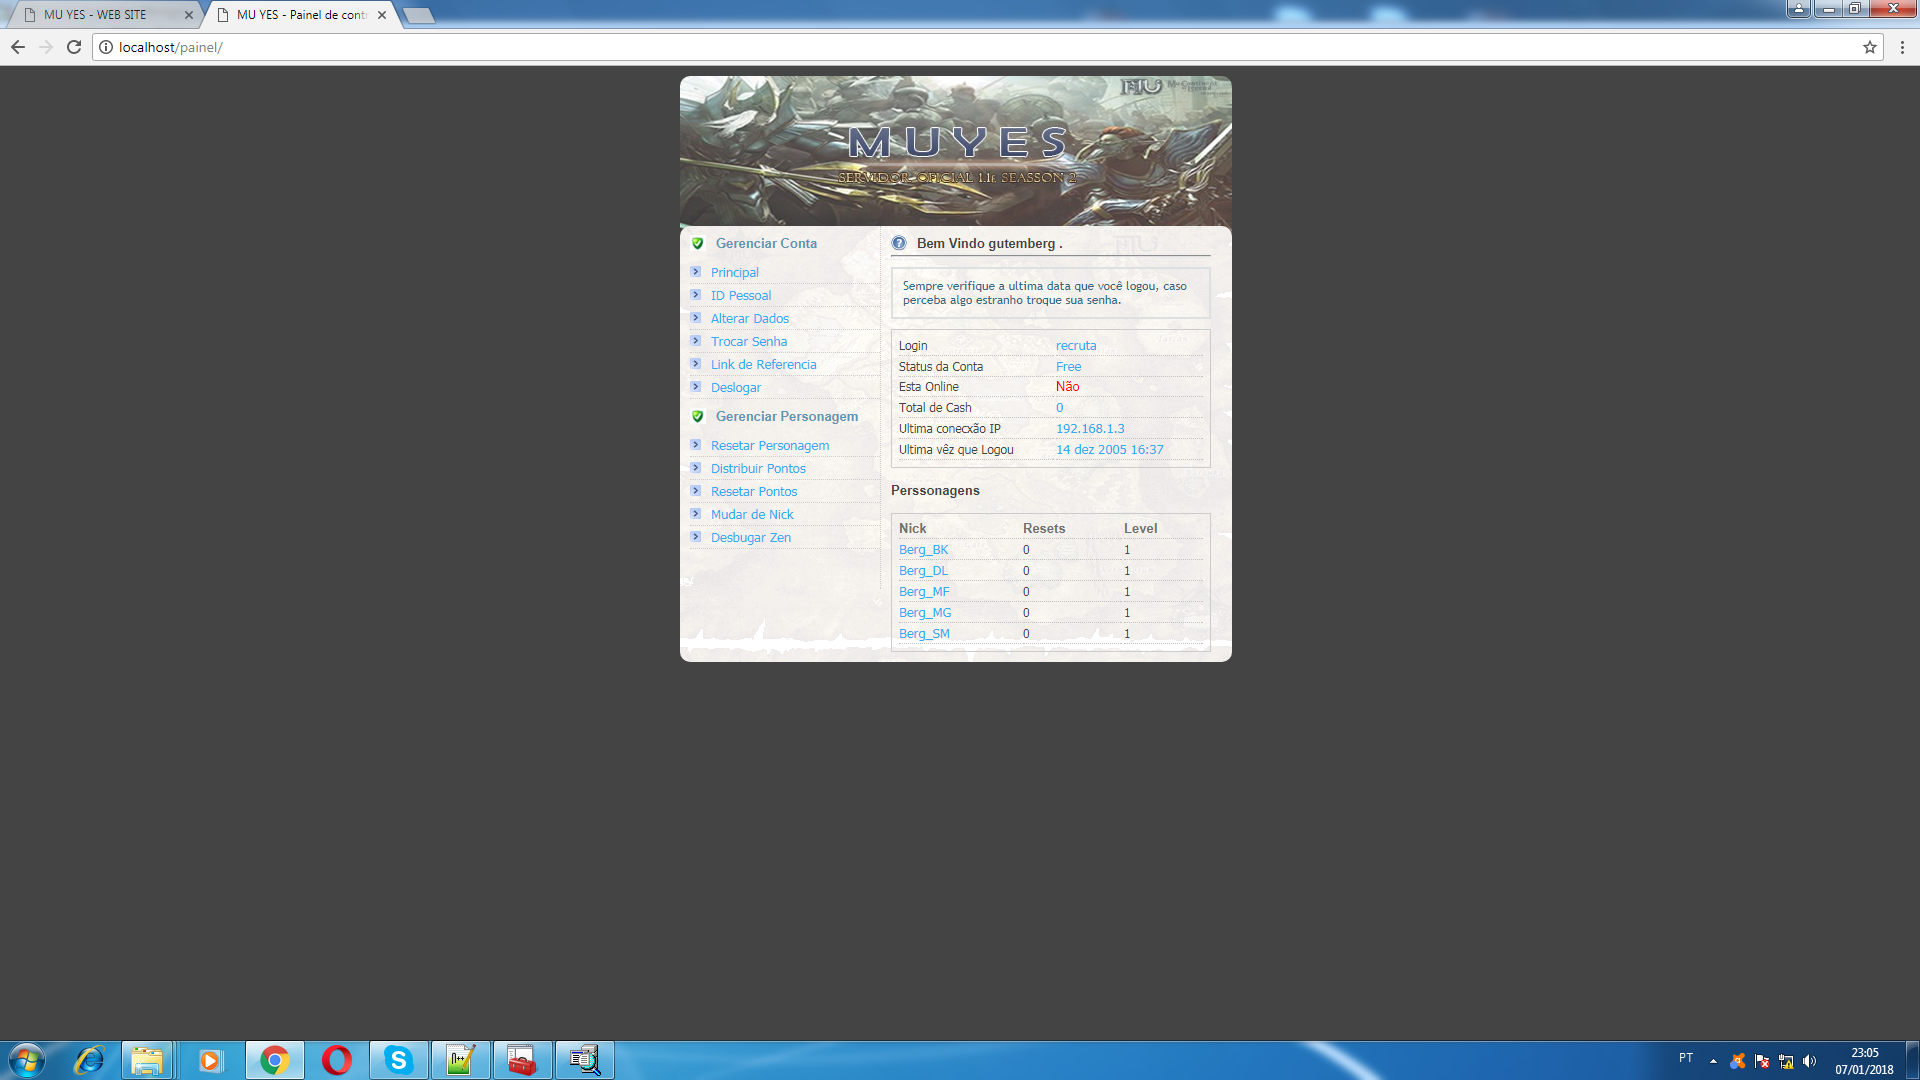 MU YES - WEB SITE
MU YES - Painel de cont
localhost/painel/
MU
MUYES
SERVIDOR OFICIAL 1.1E SEASSON 2
Gerenciar Conta
Principal
ID Pessoal
Alterar Dados
Trocar Senha
Link de Referencia
Deslogar
Gerenciar Personagem
Resetar Personagem
Distribuir Pontos
Resetar Pontos
Mudar de Nick
Desbugar Zen
Bem Vindo gutemberg .
Sempre verifique a ultima data que você logou, caso
perceba algo estranho troque sua senha.
Login recruta
Status da Conta Free
Esta Online Não
Total de Cash 0
Ultima conecxão IP 192.168.1.3
Ultima vêz que Logou 14 dez 2005 16:37
Perssonagens
Nick Resets Level
Berg_BK 0 1
Berg_DL 0 1
Berg_MF 0 1
Berg_MG 0 1
Berg_SM 0 1
PT
23:05
07/01/2018